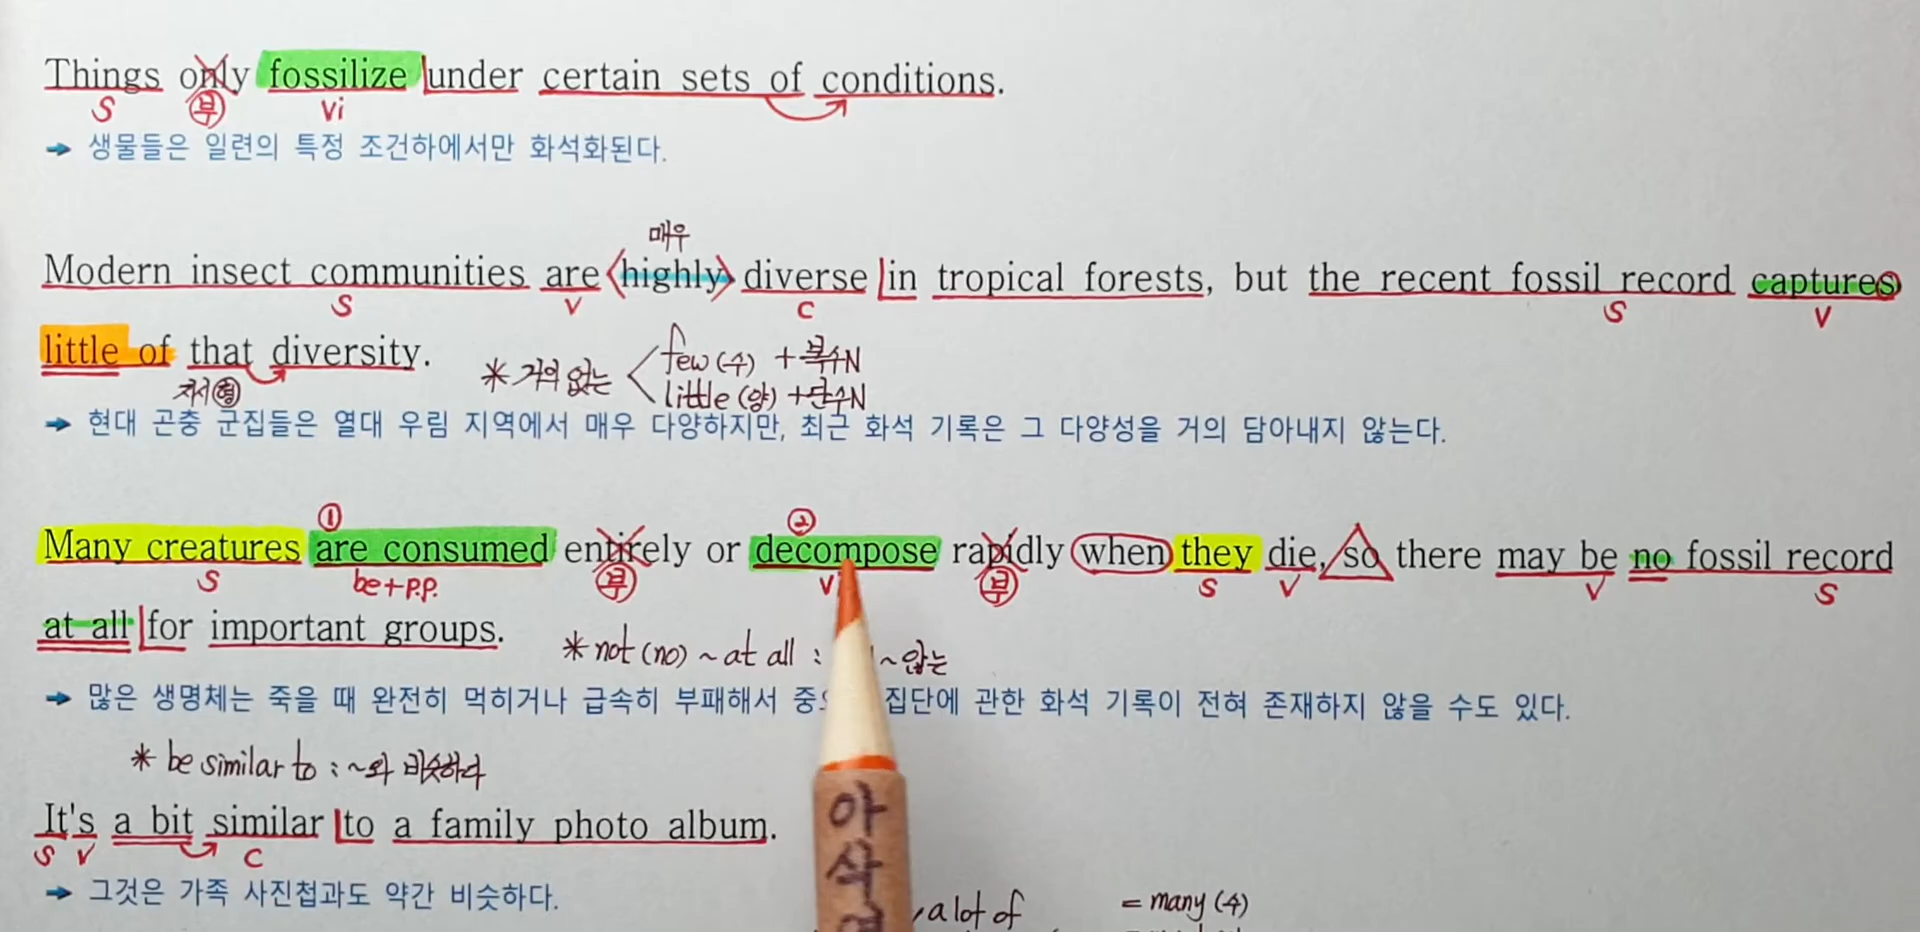 Things only fossilize under certain sets of conditions.
S 부 Vi
→ 생물들은 일련의 특정 조건하에서만 화석화된다.
매우
Modern insect communities are <highly> diverse in tropical forests, but the recent fossil record captures
S V C S V
little of that diversity.
지시형
* 거의 없는 < few (수) + 복수N
little (양) + 단수N
→ 현대 곤충 군집들은 열대 우림 지역에서 매우 다양하지만, 최근 화석 기록은 그 다양성을 거의 담아내지 않는다.
① ②
Many creatures are consumed entirely or decompose rapidly when they die, so there may be no fossil record
S be+p.p. 부 V 부 S V V S
at all for important groups.
* not (no) ~ at all : ~않는
→ 많은 생명체는 죽을 때 완전히 먹히거나 급속히 부패해서 집단에 관한 화석 기록이 전혀 존재하지 않을 수도 있다.
* be similar to : ~와 비슷하다
It's a bit similar to a family photo album.
S V C
→ 그것은 가족 사진첩과도 약간 비슷하다.
a lot of = many (수)
아
삭